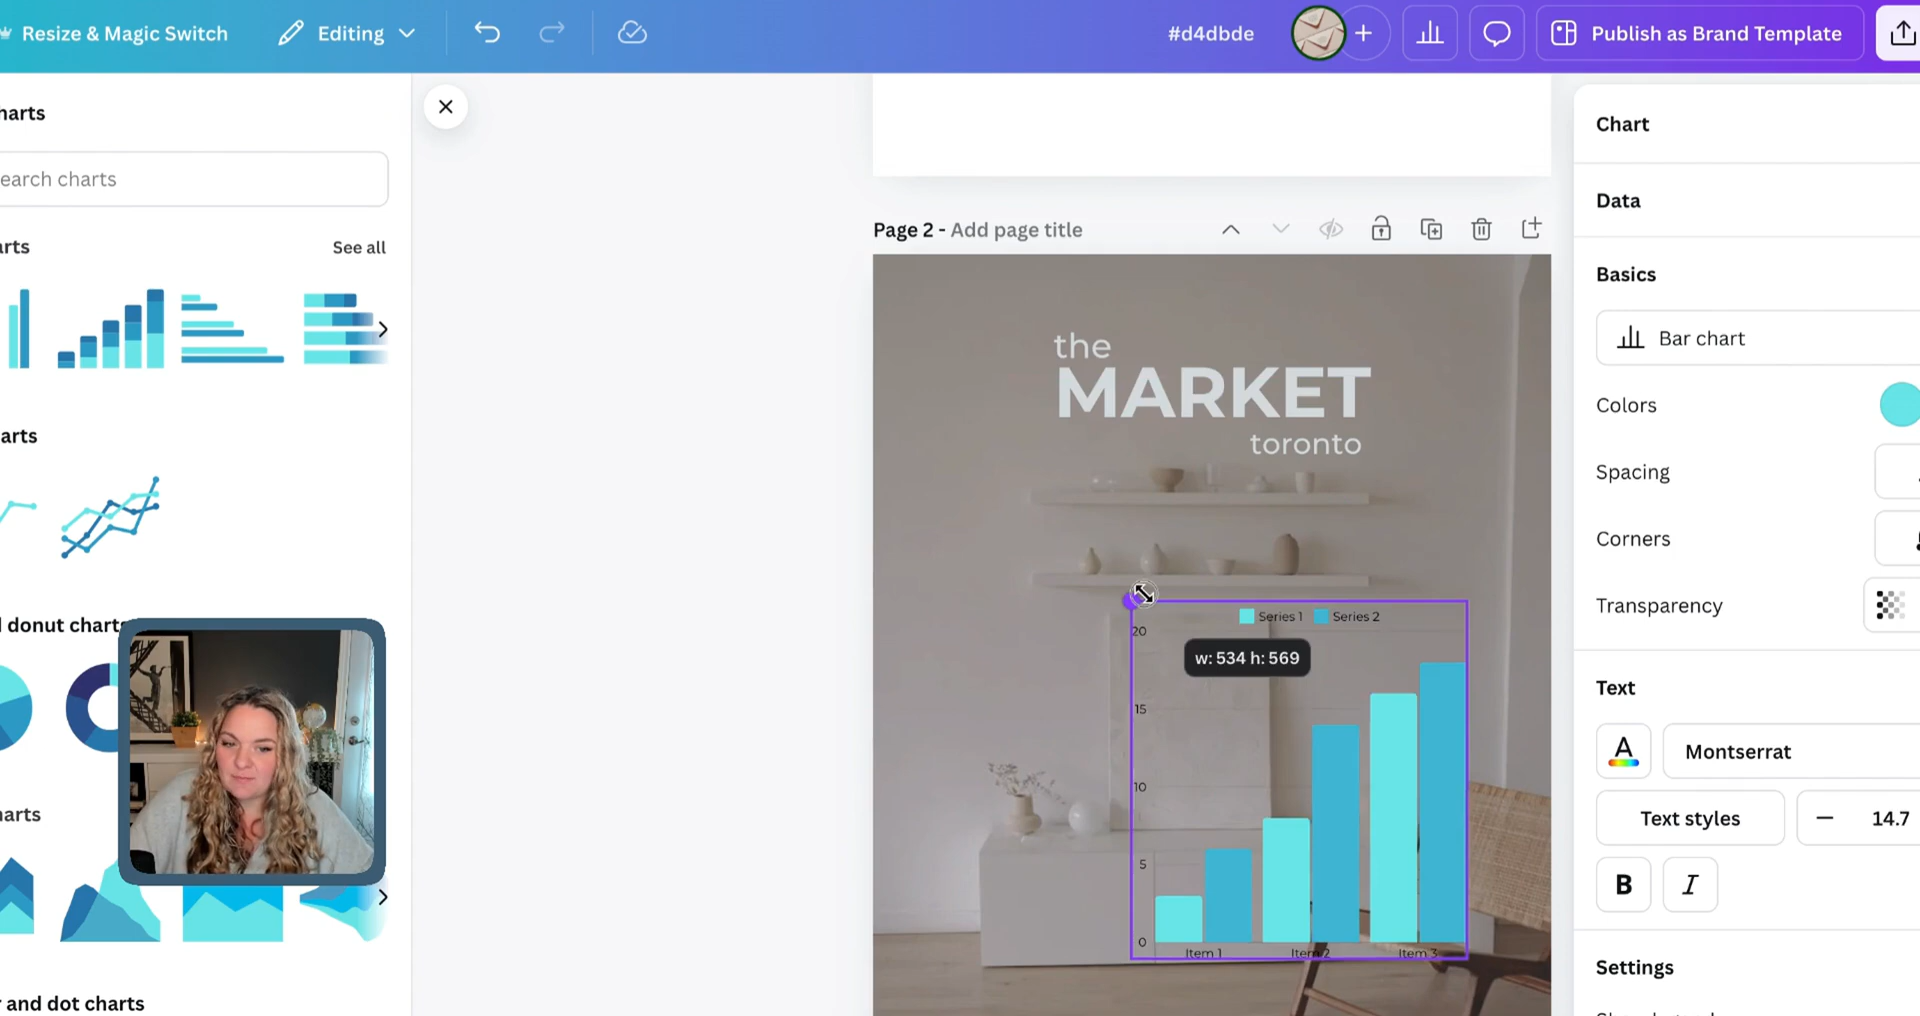 Resize & Magic Switch
Editing
#d4dbde
Publish as Brand Template
harts
earch charts
arts
See all
arts
d donut charts
harts
r and dot charts
Page 2 - Add page title
the
MARKET
toronto
Series 1
Series 2
w: 534 h: 569
20
15
10
5
0
Item 1
Item 2
Item 3
Chart
Data
Basics
Bar chart
Colors
Spacing
Corners
Transparency
Text
A
Montserrat
Text styles
14.7
B
I
Settings